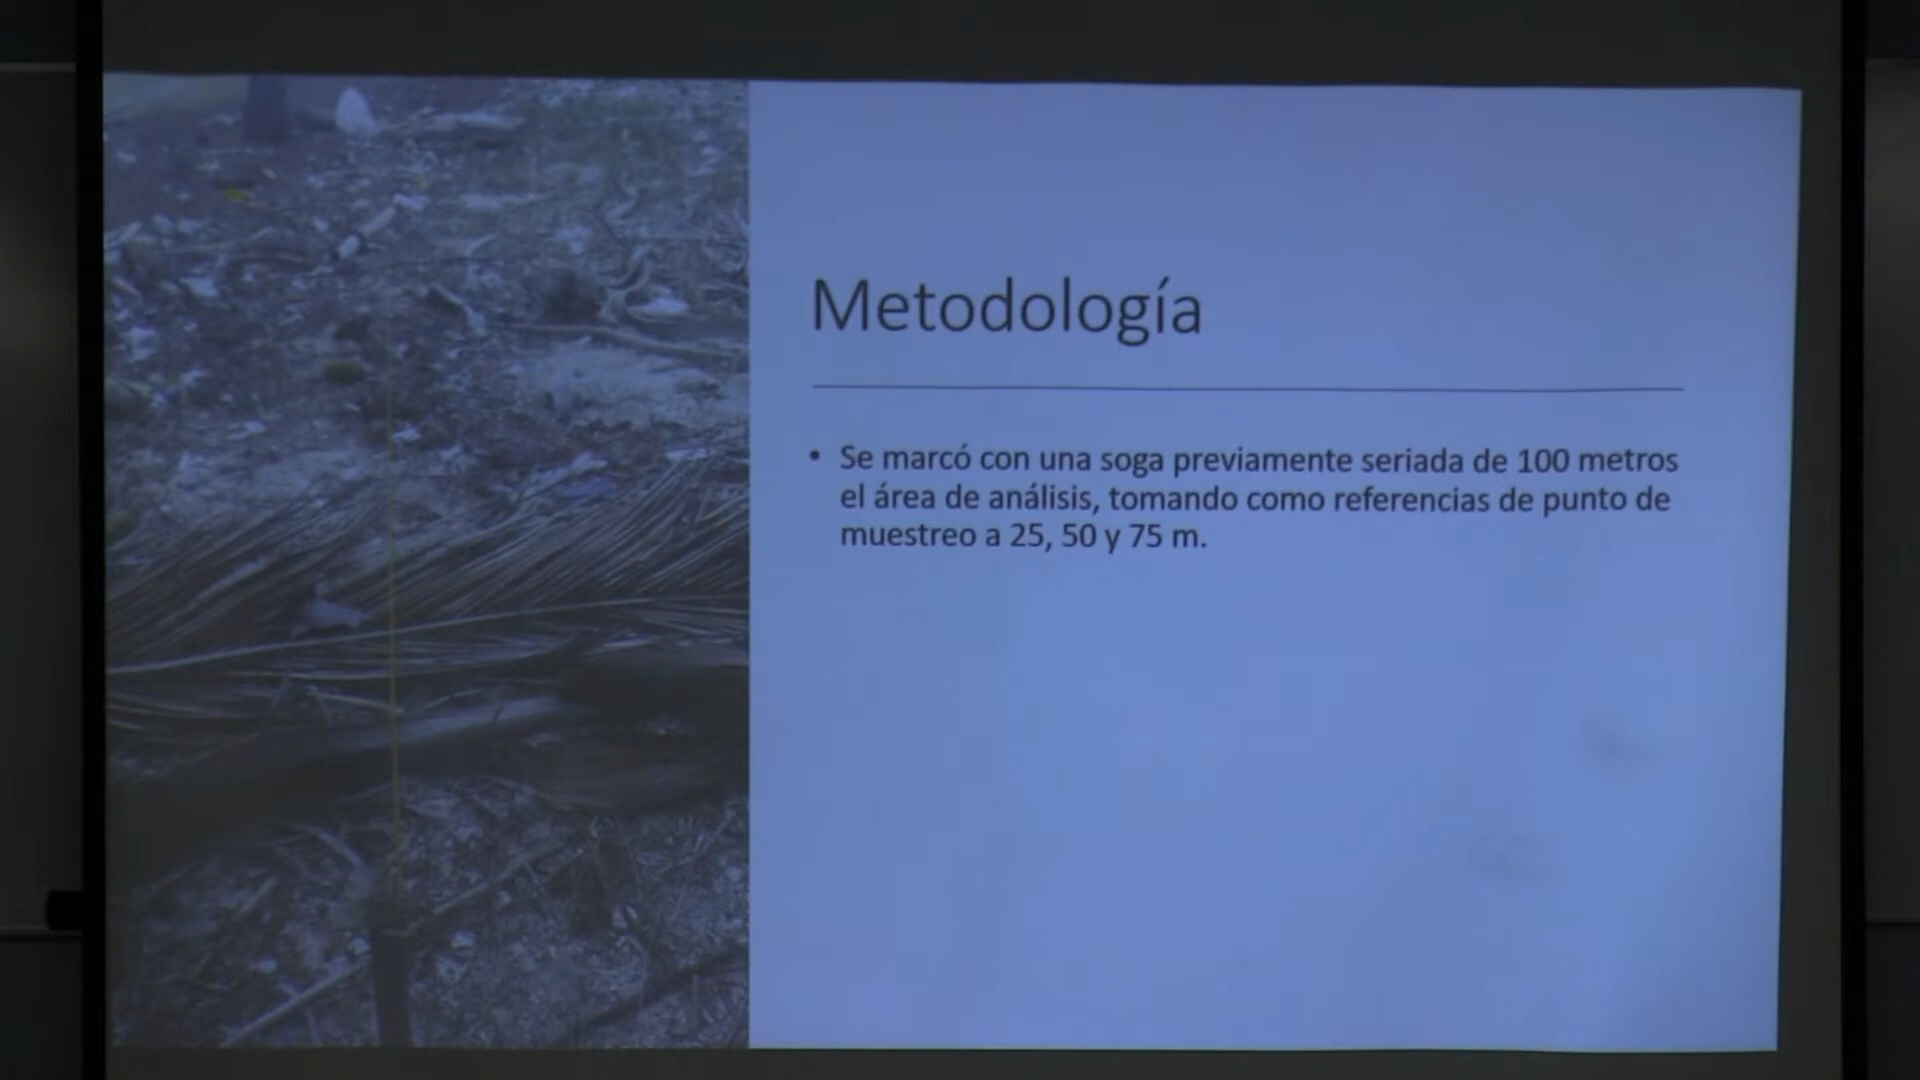 Metodología
• Se marcó con una soga previamente seriada de 100 metros
el área de análisis, tomando como referencias de punto de
muestreo a 25, 50 y 75 m.